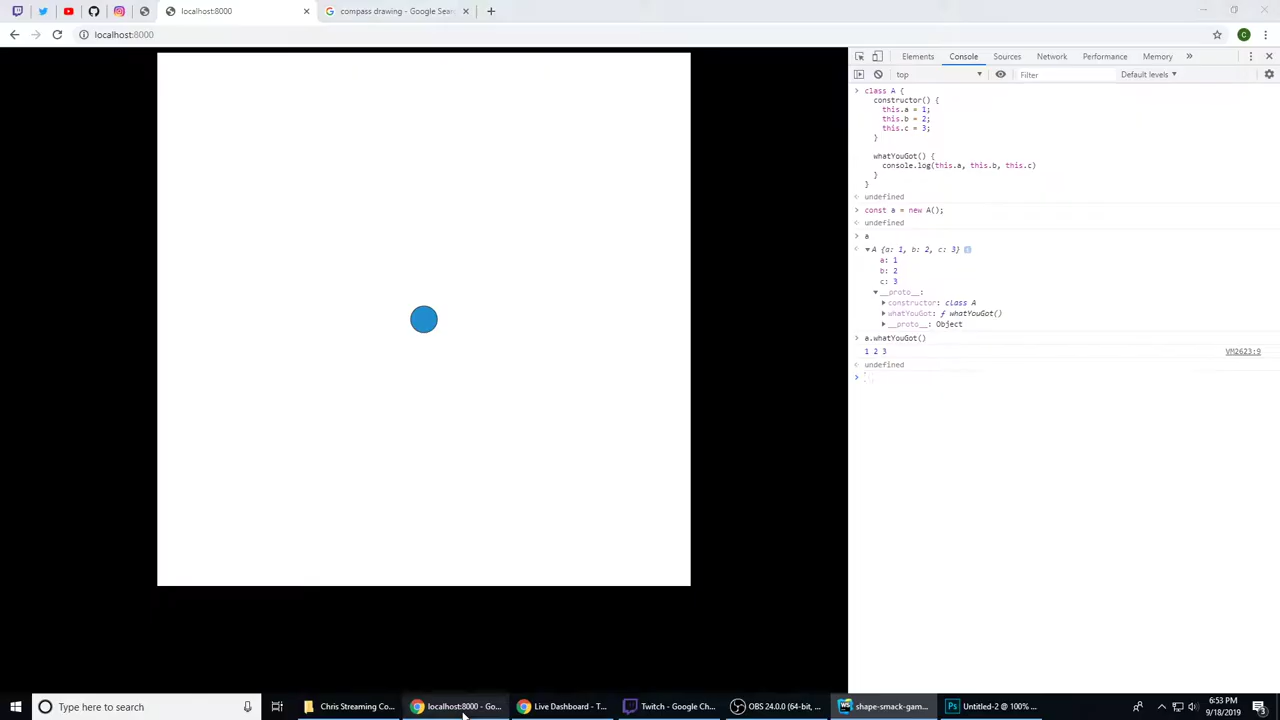 localhost:8000
compass drawing - Google Sear
localhost:8000
C
Elements Console Sources Network Performance Memory »
top Filter Default levels
class A {
constructor() {
this.a = 1;
this.b = 2;
this.c = 3;
}
whatYouGot() {
console.log(this.a, this.b, this.c)
}
}
undefined
const a = new A();
undefined
a
A {a: 1, b: 2, c: 3}
a: 1
b: 2
c: 3
__proto__:
constructor: class A
whatYouGot: ƒ whatYouGot()
__proto__: Object
a.whatYouGot()
1 2 3 VM2623:9
undefined
Type here to search
Chris Streaming Co...
localhost:8000 - Go...
Live Dashboard - T...
Twitch - Google Ch...
OBS 24.0.0 (64-bit, ...
WS shape-smack-gam...
Ps Untitled-2 @ 100% ...
6:53 PM
9/18/2019